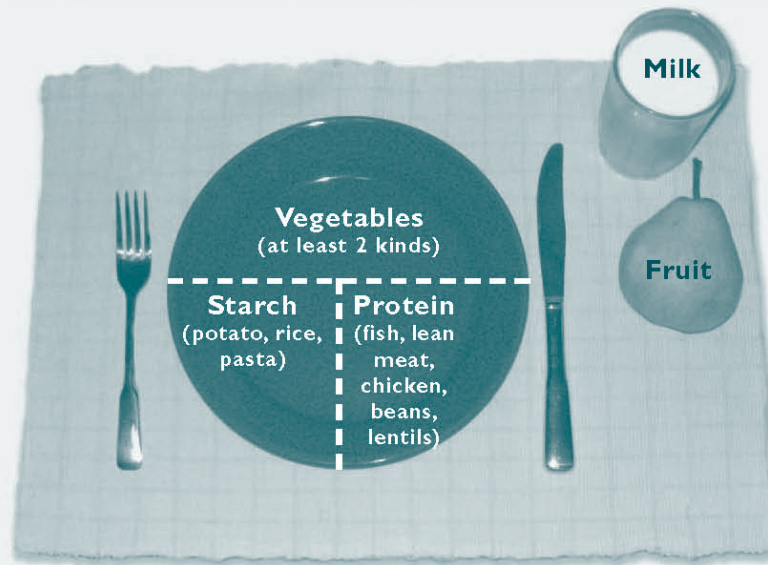 Milk
Vegetables
(at least 2 kinds)
Fruit
Starch
(potato, rice,
pasta)
Protein
(fish, lean
meat,
chicken,
beans,
lentils)